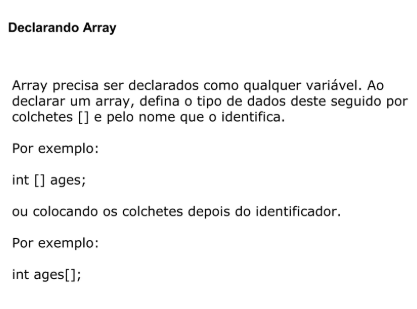 Declarando Array
Array precisa ser declarados como qualquer variável. Ao
declarar um array, defina o tipo de dados deste seguido por
colchetes [] e pelo nome que o identifica.
Por exemplo:
int [] ages;
ou colocando os colchetes depois do identificador.
Por exemplo:
int ages[];